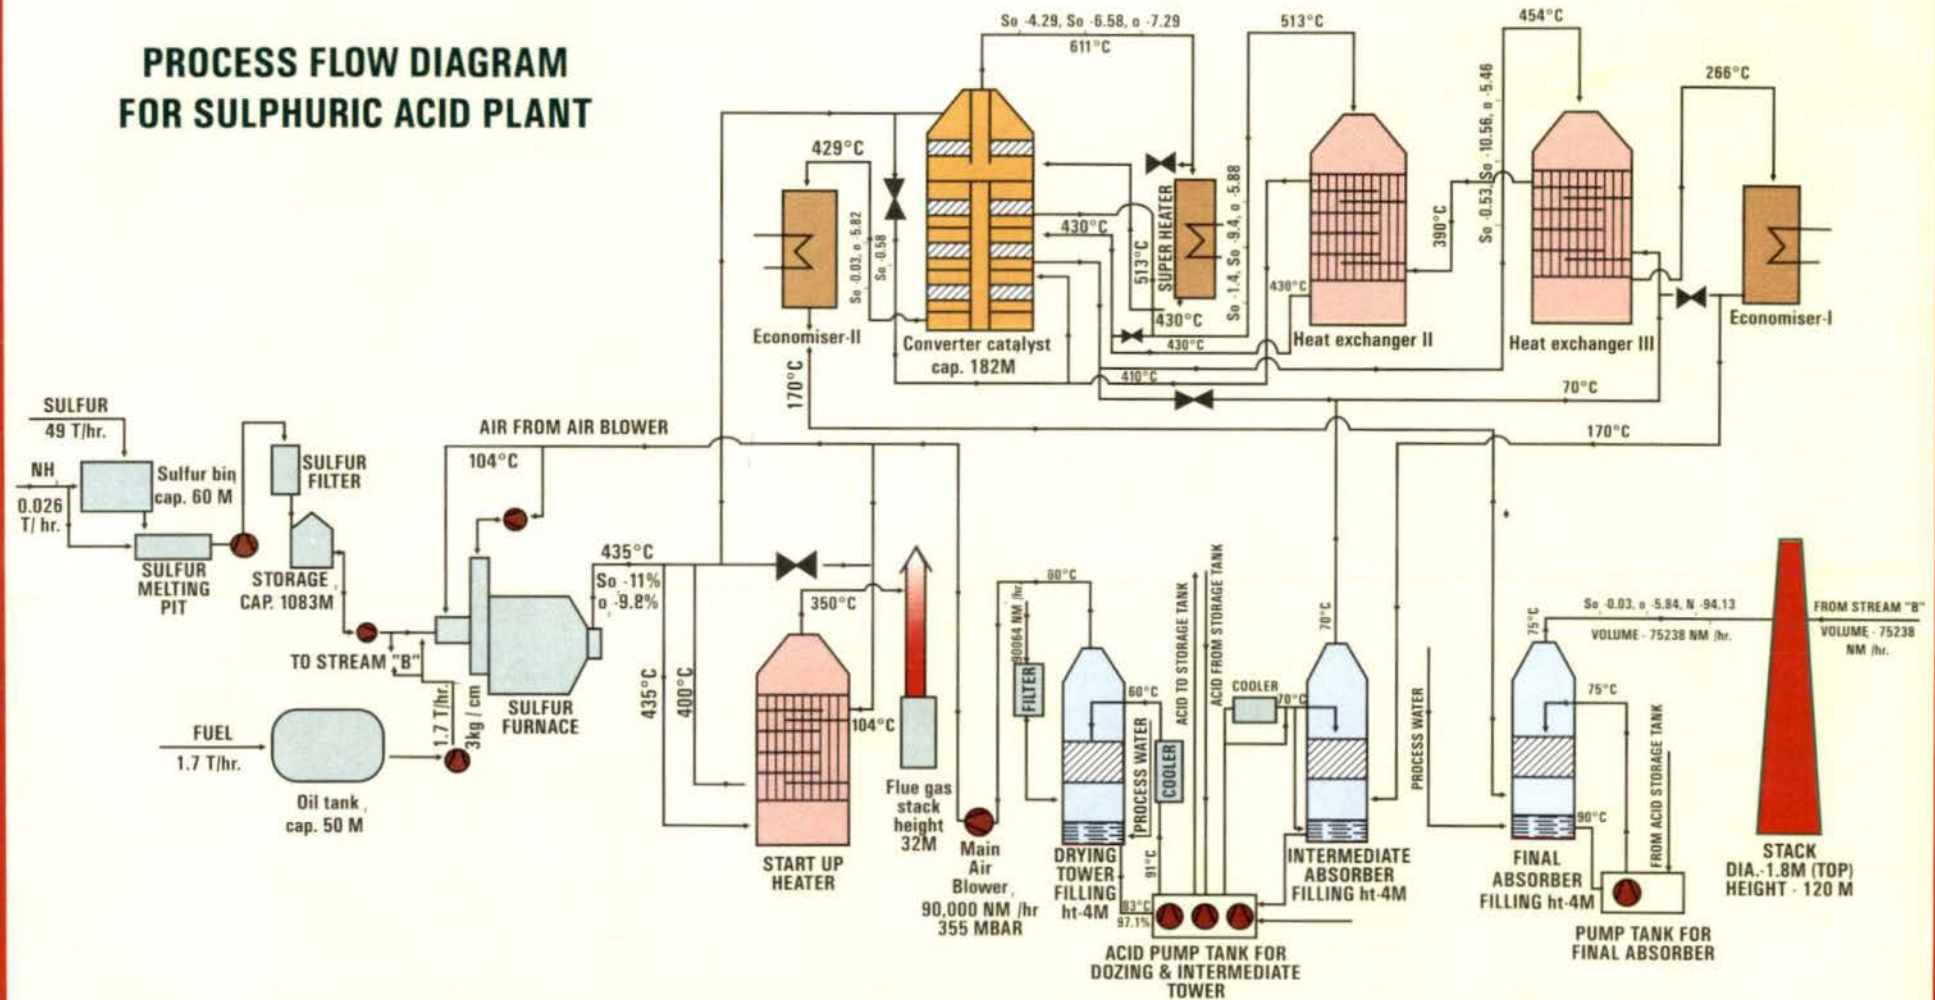 PROCESS FLOW DIAGRAM
FOR SULPHURIC ACID PLANT
So -4.29, So -6.58, o -7.29
611°C
513°C
454°C
266°C
429°C
So -0.03, o -5.82
So -0.58
430°C
513°C
SUPER HEATER
430°C
So -1.4, So -9.4, o -5.88
430°C
390°C
So -0.53, So -10.56, o -5.46
Economiser-II
Converter catalyst
cap. 182M
430°C
Heat exchanger II
Heat exchanger III
Economiser-I
170°C
410°C
70°C
170°C
SULFUR
49 T/hr.
NH
0.026
T/ hr.
Sulfur bin
cap. 60 M
SULFUR
FILTER
SULFUR
MELTING
PIT
STORAGE
CAP. 1083M
AIR FROM AIR BLOWER
104°C
TO STREAM "B"
1.7 T/hr.
3kg / cm
SULFUR
FURNACE
FUEL
1.7 T/hr.
Oil tank
cap. 50 M
435°C
So -11%
o -9.8%
350°C
435°C
400°C
104°C
START UP
HEATER
Flue gas
stack
height
32M
Main
Air
Blower
90,000 NM /hr
355 MBAR
60°C
90064 NM /hr.
FILTER
60°C
PROCESS WATER
COOLER
91°C
DRYING
TOWER
FILLING
ht-4M
83°C
97.1%
ACID TO STORAGE TANK
ACID FROM STORAGE TANK
COOLER
70°C
70°C
INTERMEDIATE
ABSORBER
FILLING ht-4M
ACID PUMP TANK FOR
DOZING & INTERMEDIATE
TOWER
PROCESS WATER
75°C
75°C
90°C
FINAL
ABSORBER
FILLING ht-4M
FROM ACID STORAGE TANK
PUMP TANK FOR
FINAL ABSORBER
So -0.03, o -5.84, N -94.13
VOLUME - 75238 NM /hr.
FROM STREAM "B"
VOLUME - 75238
NM /hr.
STACK
DIA.-1.8M (TOP)
HEIGHT - 120 M